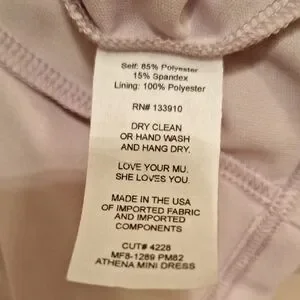 Self: 85% Polyester
15% Spandex
Lining: 100% Polyester
RN# 133910
DRY CLEAN
OR HAND WASH
AND HANG DRY.
LOVE YOUR MU.
SHE LOVES YOU.
MADE IN THE USA
OF IMPORTED FABRIC
AND IMPORTED
COMPONENTS
CUT# 4228
MF8-1289 PM82
ATHENA MINI DRESS